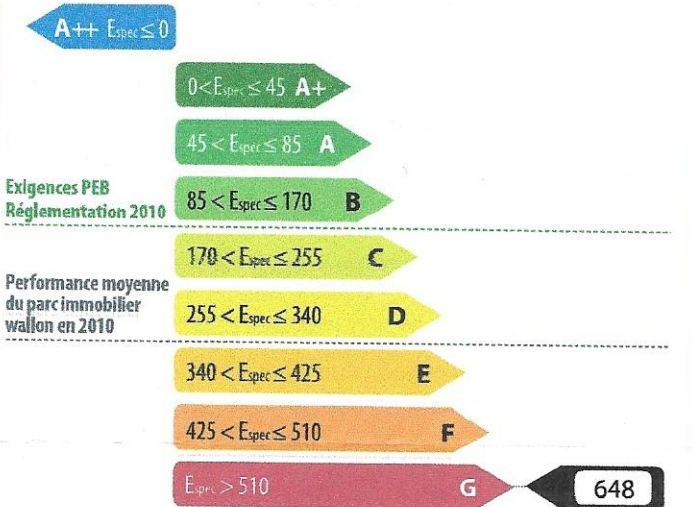 A++ Espec ≤ 0
0 < Espec ≤ 45 A+
45 < Espec ≤ 85 A
Exigences PEB
Réglementation 2010
85 < Espec ≤ 170 B
170 < Espec ≤ 255 C
Performance moyenne
du parc immobilier
wallon en 2010
255 < Espec ≤ 340 D
340 < Espec ≤ 425 E
425 < Espec ≤ 510 F
Espec > 510 G
648